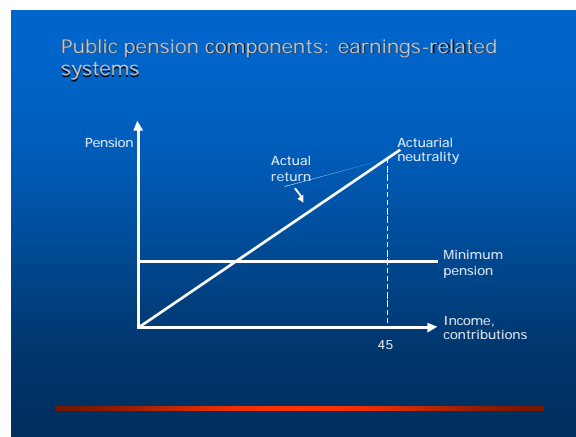 Public pension components: earnings-related
systems
Pension
Actual
return
Actuarial
neutrality
Minimum
pension
Income,
contributions
45